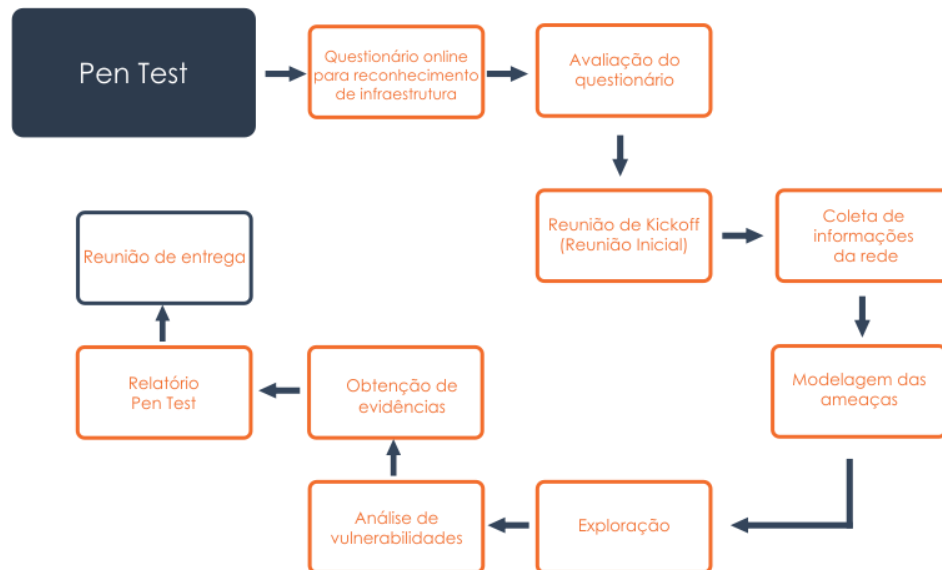 Pen Test
Questionário online
para reconhecimento
de infraestrutura
Avaliação do
questionário
Reunião de Kickoff
(Reunião Inicial)
Coleta de
informações
da rede
Modelagem das
ameaças
Exploração
Análise de
vulnerabilidades
Obtenção de
evidências
Relatório
Pen Test
Reunião de entrega